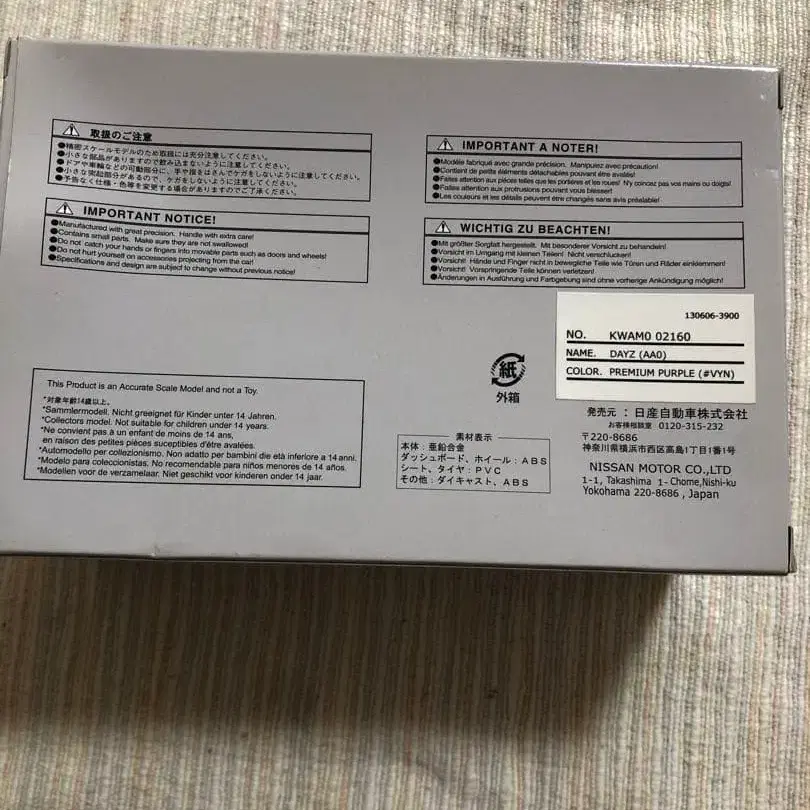 取扱のご注意
●精密スケールモデルのため取扱には充分注意してください。
●小さな部品がありますので飲み込まないように注意してください。
●ドアや車輪などの可動部分に、手や指をはさんでケガをしないように注意してください。
●小さな突起部分があるので、ケガをしないように注意してください。
●予告なく仕様・色等を変更する場合がありますのでご了承ください。
IMPORTANT NOTICE!
●Manufactured with great precision. Handle with extra care!
●Contains small parts. Make sure they are not swallowed!
●Do not catch your hands or fingers into movable parts such as doors and wheels!
●Do not hurt yourself on accessories projecting from the car!
●Specifications and design are subject to change without previous notice!
IMPORTANT A NOTER!
●Modèle fabriqué avec grande précision. Manipulez avec précaution!
●Contient de petits éléments détachables pouvant être avalés!
●Faites attention aux pièces telles que les portières et les roues! N'y coincez pas vos mains ou doigts!
●Faites attention aux protrusions pouvant vous blesser!
●Les couleurs et les détails peuvent être changés sans avis préalable!
WICHTIG ZU BEACHTEN!
●Mit größter Sorgfalt hergestellt. Mit besonderer Vorsicht zu behandeln!
●Vorsicht im Umgang mit kleinen Teilen! Nicht verschlucken!
●Vorsicht! Hände und Finger nicht in bewegliche Teile wie Türen und Räder einklemmen!
●Vorsicht! Vorspringende Teile können verletzen!
●Änderungen in Ausführung und Farbgebung sind ohne vorherige Ankündigung möglich!
130606-3900
NO. KWAM0 02160
NAME. DAYZ (AA0)
COLOR. PREMIUM PURPLE (#VYN)
This Product is an Accurate Scale Model and not a Toy.
*対象年齢14歳以上。
*Sammlermodell. Nicht geeignet für Kinder unter 14 Jahren.
*Collectors model. Not suitable for children under 14 years.
*Ne convient pas à un enfant de moins de 14 ans,
en raison des petites pièces suceptibles d'être avalées.
*Automodello per collezionismo. Non adatto per bambini die età inferiore a 14 anni.
*Modelo para coleccionistas. No recomendable para niños menores de 14 años.
*Modellen voor de verzamelaar. Niet geschikt voor kinderen onder 14 jaar.
紙
外箱
素材表示
本体：亜鉛合金
ダッシュボード、ホイール：ABS
シート、タイヤ：PVC
その他：ダイキャスト、ABS
発売元：日産自動車株式会社
お客様相談室 0120-315-232
〒220-8686
神奈川県横浜市西区高島1丁目1番1号
NISSAN MOTOR CO.,LTD
1-1, Takashima 1-Chome,Nishi-ku
Yokohama 220-8686 , Japan